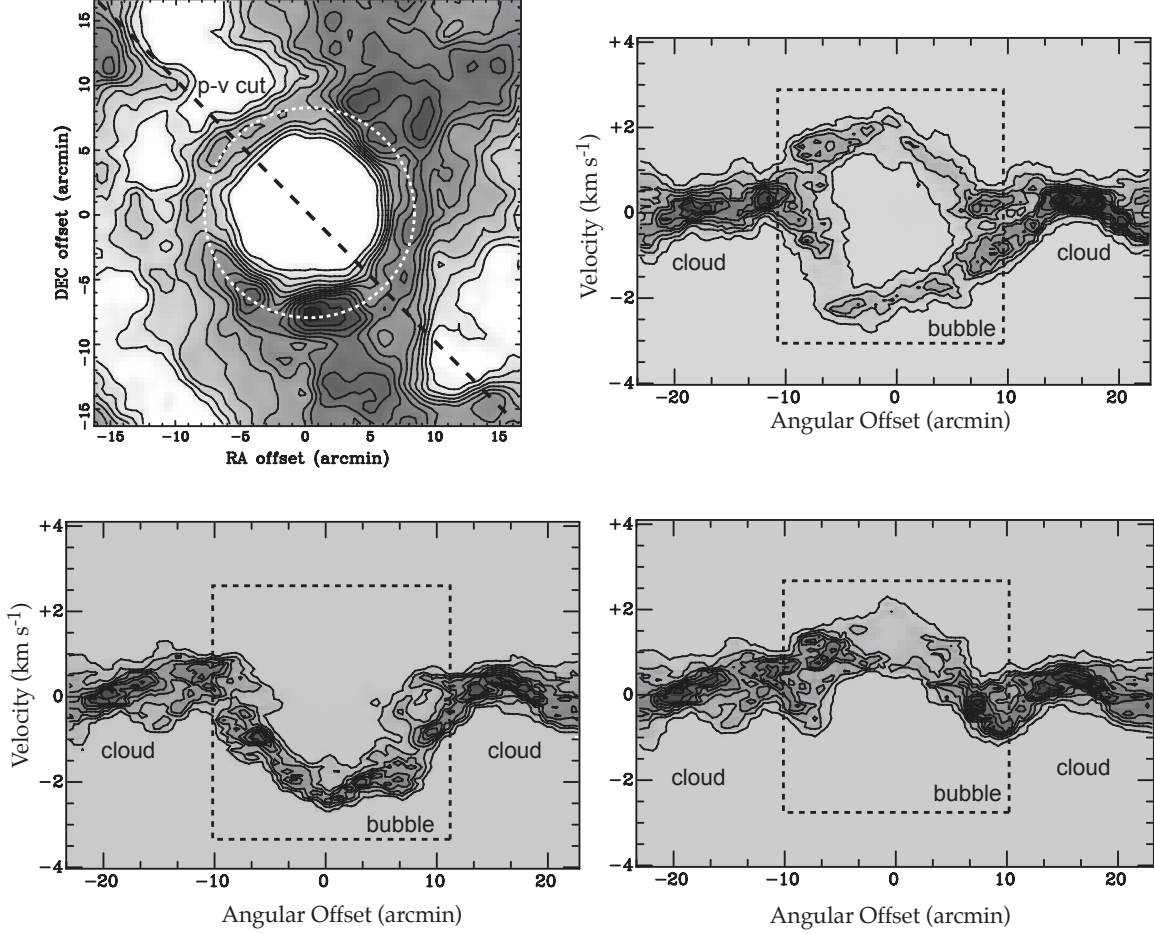 p-v cut
15
10
5
0
-5
-10
-15
DEC offset (arcmin)
-15 -10 -5 0 5 10 15
RA offset (arcmin)
+4
+2
0
-2
-4
Velocity (km s-1)
cloud
cloud
bubble
-20 -10 0 10 20
Angular Offset (arcmin)
+4
+2
0
-2
-4
Velocity (km s-1)
cloud
cloud
bubble
-20 -10 0 10 20
Angular Offset (arcmin)
+4
+2
0
-2
-4
cloud
cloud
bubble
-20 -10 0 10 20
Angular Offset (arcmin)